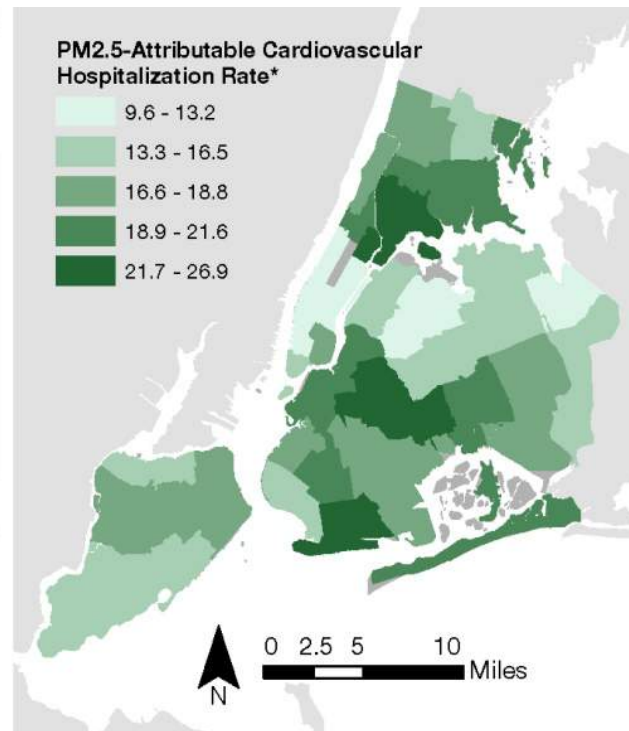 PM2.5-Attributable Cardiovascular
Hospitalization Rate*
9.6 - 13.2
13.3 - 16.5
16.6 - 18.8
18.9 - 21.6
21.7 - 26.9
0 2.5 5 10
Miles
N